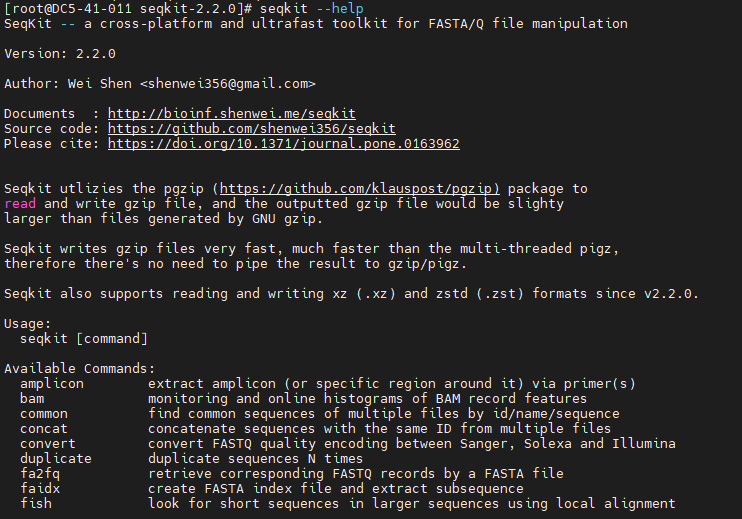 [root@DC5-41-011 seqkit-2.2.0]# seqkit --help
SeqKit -- a cross-platform and ultrafast toolkit for FASTA/Q file manipulation
Version: 2.2.0
Author: Wei Shen <shenwei356@gmail.com>
Documents  : http://bioinf.shenwei.me/seqkit
Source code: https://github.com/shenwei356/seqkit
Please cite: https://doi.org/10.1371/journal.pone.0163962
Seqkit utlizies the pgzip (https://github.com/klauspost/pgzip) package to
read and write gzip file, and the outputted gzip file would be slighty
larger than files generated by GNU gzip.
Seqkit writes gzip files very fast, much faster than the multi-threaded pigz,
therefore there's no need to pipe the result to gzip/pigz.
Seqkit also supports reading and writing xz (.xz) and zstd (.zst) formats since v2.2.0.
Usage:
  seqkit [command]
Available Commands:
  amplicon        extract amplicon (or specific region around it) via primer(s)
  bam             monitoring and online histograms of BAM record features
  common          find common sequences of multiple files by id/name/sequence
  concat          concatenate sequences with the same ID from multiple files
  convert         convert FASTQ quality encoding between Sanger, Solexa and Illumina
  duplicate       duplicate sequences N times
  fa2fq           retrieve corresponding FASTQ records by a FASTA file
  faidx           create FASTA index file and extract subsequence
  fish            look for short sequences in larger sequences using local alignment